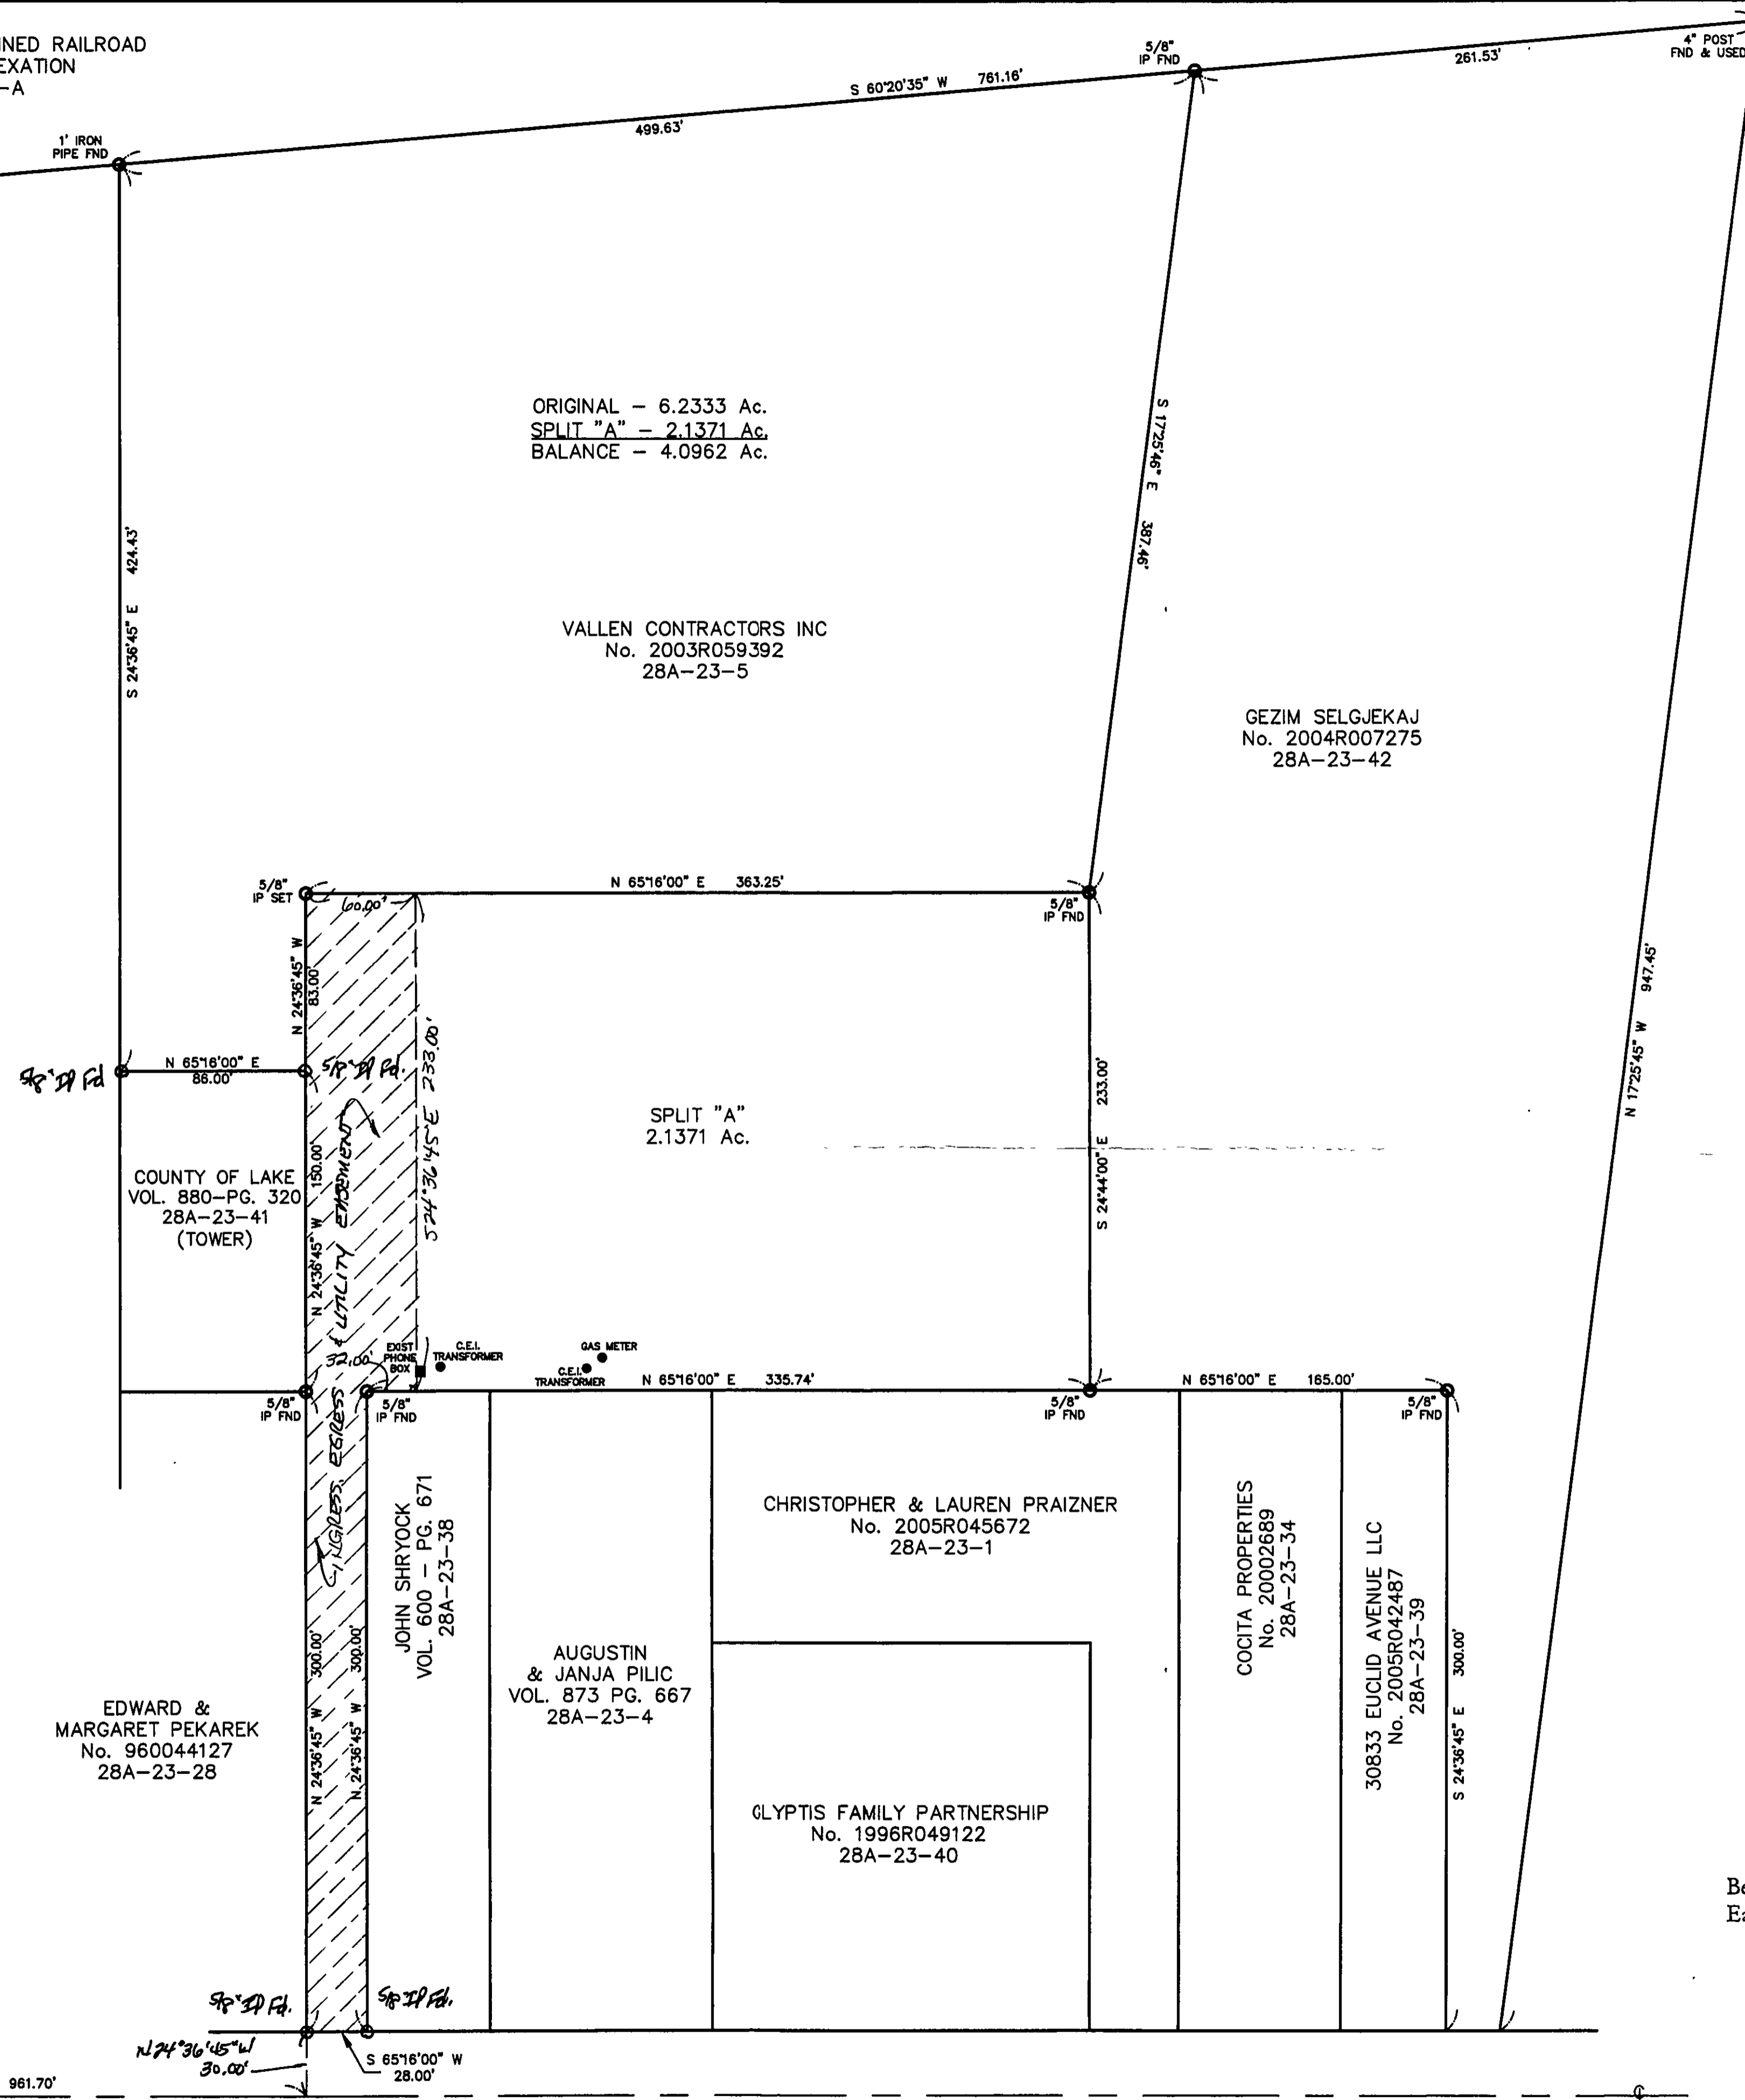 NED RAILROAD
EXATION
-A
1' IRON
PIPE FND
S 60°20'35" W 761.16'
499.63'
5/8"
IP FND
261.53'
4" POST
FND & USED
ORIGINAL - 6.2333 Ac.
SPLIT "A" - 2.1371 Ac.
BALANCE - 4.0962 Ac.
S 24°36'45" E 424.43'
S 17°25'46" E 387.46'
VALLEN CONTRACTORS INC
No. 2003R059392
28A-23-5
GEZIM SELGJEKAJ
No. 2004R007275
28A-23-42
5/8"
IP SET
60.00'
N 65°16'00" E 363.25'
5/8"
IP FND
N 24°36'45" W
83.00'
N 17°25'45" W 947.45'
5/8" IP Fd
N 65°16'00" E
86.00'
5/8" IP Fd.
S 24°36'45" E 233.00'
SPLIT "A"
2.1371 Ac.
S 24°44'00" E 233.00'
COUNTY OF LAKE
VOL. 880-PG. 320
28A-23-41
(TOWER)
N 24°36'45" W 150.00'
INGRESS, EGRESS & UTILITY EASEMENT
32.00'
EXIST
PHONE
BOX
C.E.I.
TRANSFORMER
GAS METER
C.E.I.
TRANSFORMER
N 65°16'00" E 335.74'
N 65°16'00" E 165.00'
5/8"
IP FND
5/8"
IP FND
5/8"
IP FND
5/8"
IP FND
JOHN SHRYOCK
VOL. 600 - PG. 671
28A-23-38
CHRISTOPHER & LAUREN PRAIZNER
No. 2005R045672
28A-23-1
COCITA PROPERTIES
No. 20002689
28A-23-34
30833 EUCLID AVENUE LLC
No. 2005R042487
28A-23-39
S 24°36'45" E 300.00'
AUGUSTIN
& JANJA PILIC
VOL. 873 PG. 667
28A-23-4
N 24°36'45" W 300.00'
N 24°36'45" W 300.00'
EDWARD &
MARGARET PEKAREK
No. 960044127
28A-23-28
GLYPTIS FAMILY PARTNERSHIP
No. 1996R049122
28A-23-40
Be
Ea
5/8" IP Fd.
5/8" IP Fd.
N 24°36'45" W
30.00'
S 65°16'00" W
28.00'
961.70'